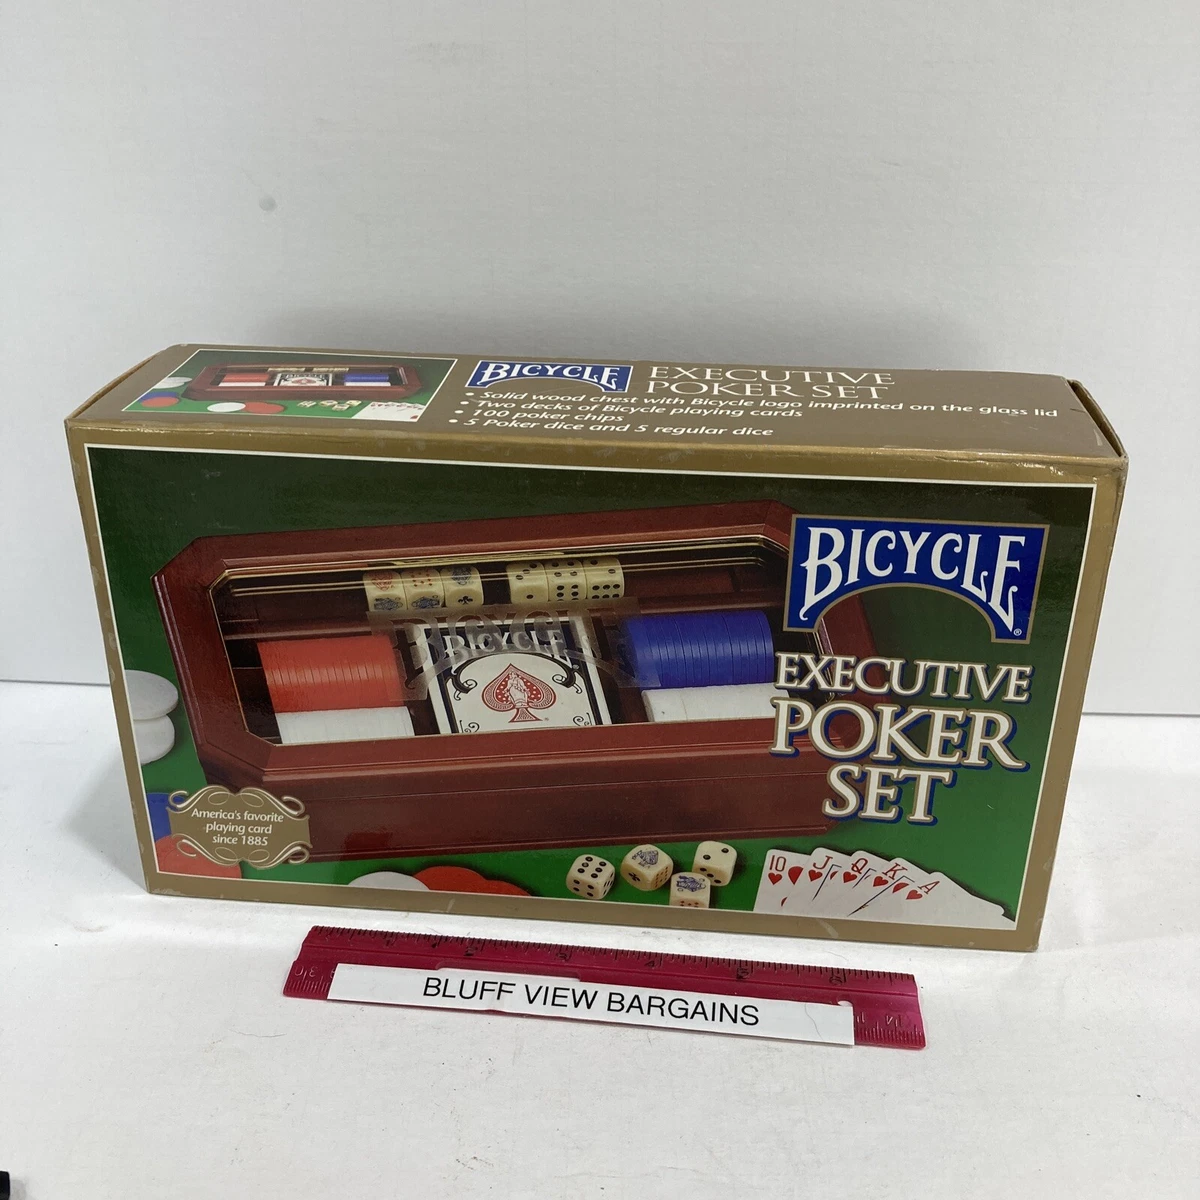 BICYCLE
EXECUTIVE
POKER SET
• Solid wood chest with Bicycle logo imprinted on the glass lid
• Two decks of Bicycle playing cards
• 100 poker chips
• 5 Poker dice and 5 regular dice
BICYCLE®
EXECUTIVE
POKER
SET
BICYCLE
BICYCLE
America's favorite
playing card
since 1885
10 J Q K A
BLUFF VIEW BARGAINS